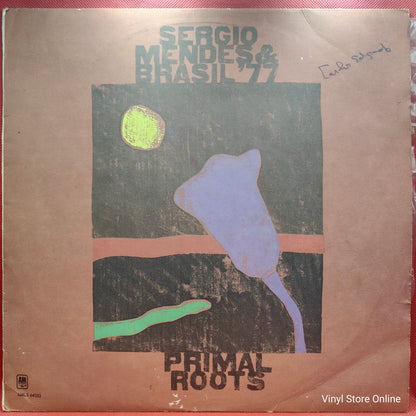 SERGIO
MENDES &
BRASIL '77
PRIMAL
ROOTS
A&M
Vinyl Store Online